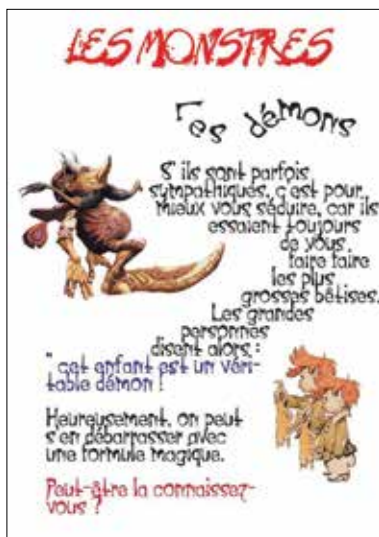 LES MONSTRES
Les démons
S'ils sont parfois
sympathiques, c'est pour
mieux vous séduire, car ils
essaient toujours
de vous
faire faire
les plus
grosses bêtises.
Les grandes
personnes
disent alors :
"cet enfant est un véri-
table démon !
Heureusement, on peut
s'en débarrasser avec
une formule magique.
Peut-être la connaissez-
vous ?